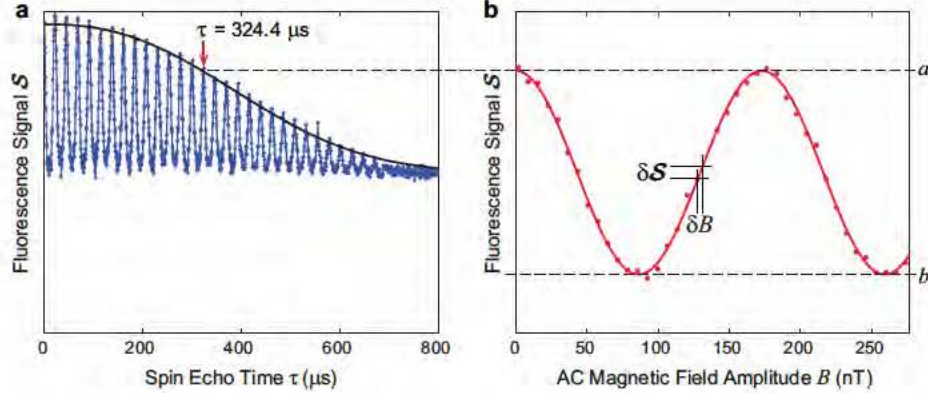 a
τ = 324.4 μs
Fluorescence Signal S
0
200
400
600
800
Spin Echo Time τ (μs)
b
a
δS
δB
b
Fluorescence Signal S
0
50
100
150
200
250
AC Magnetic Field Amplitude B (nT)